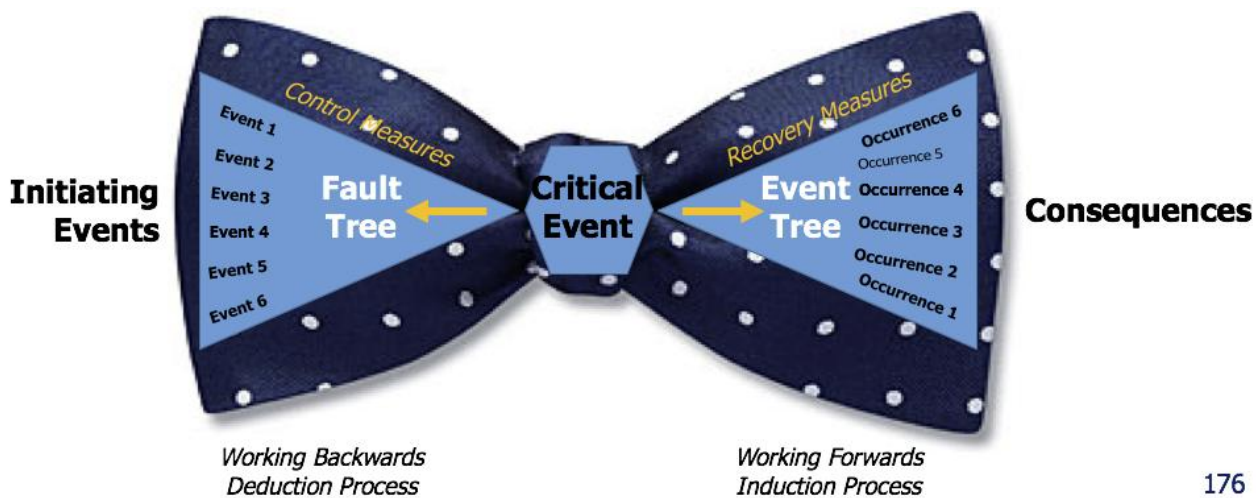 Initiating
Events
Control Measures
Event 1
Event 2
Event 3
Event 4
Event 5
Event 6
Fault
Tree
Critical
Event
Recovery Measures
Event
Tree
Occurrence 6
Occurrence 5
Occurrence 4
Occurrence 3
Occurrence 2
Occurrence 1
Consequences
Working Backwards
Deduction Process
Working Forwards
Induction Process
176